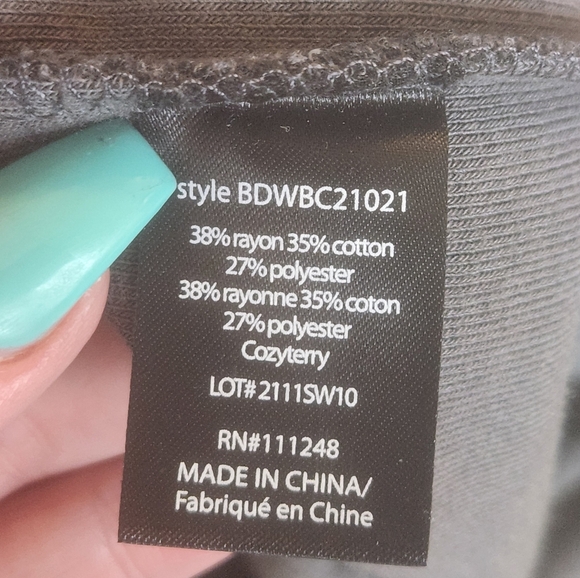 style BDWBC21021
38% rayon 35% cotton
27% polyester
38% rayonne 35% coton
27% polyester
Cozyterry
LOT# 2111SW10
RN#111248
MADE IN CHINA/
Fabriqué en Chine